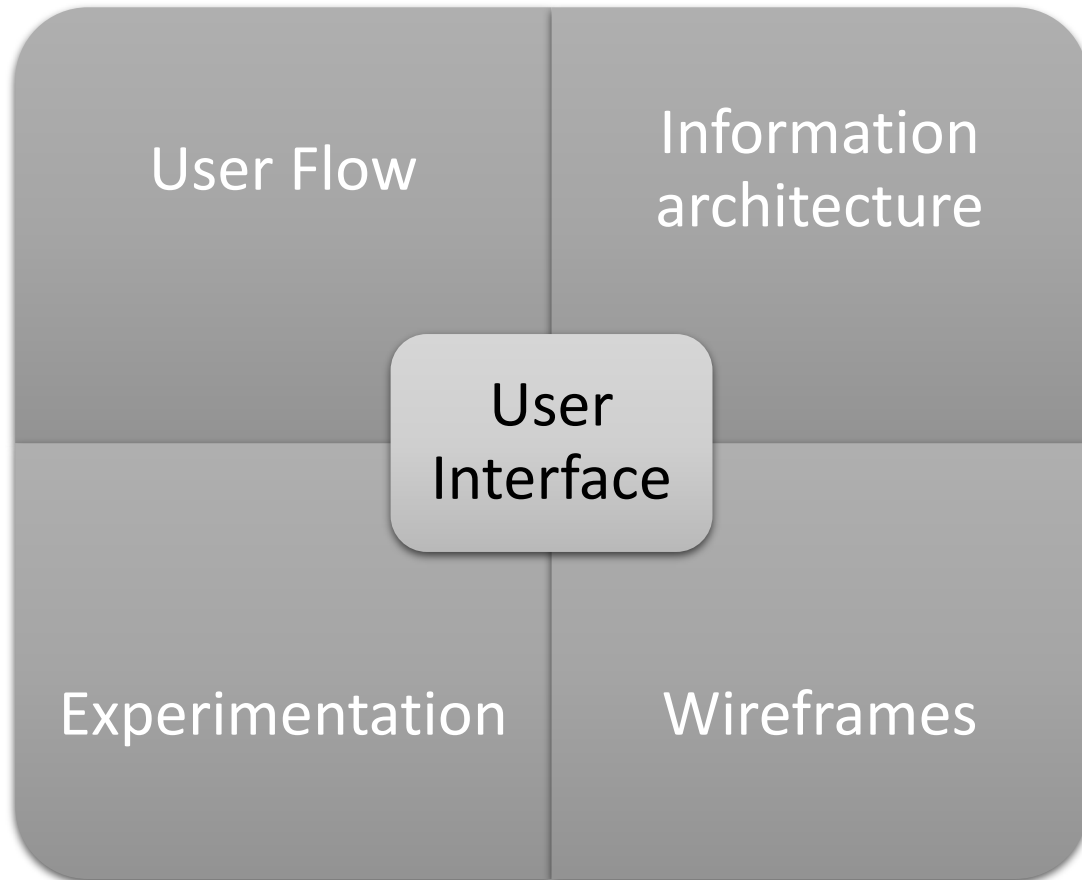 User Flow
Information
architecture
User
Interface
Experimentation
Wireframes